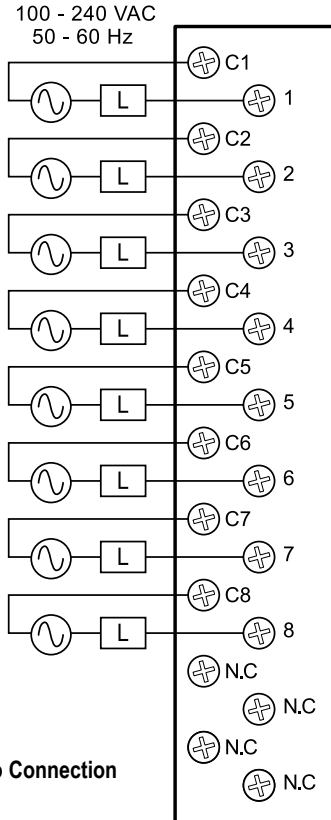 100 - 240 VAC
50 - 60 Hz
C1
L 1
C2
L 2
C3
L 3
C4
L 4
C5
L 5
C6
L 6
C7
L 7
C8
L 8
N.C
N.C
N.C
N.C
Connection